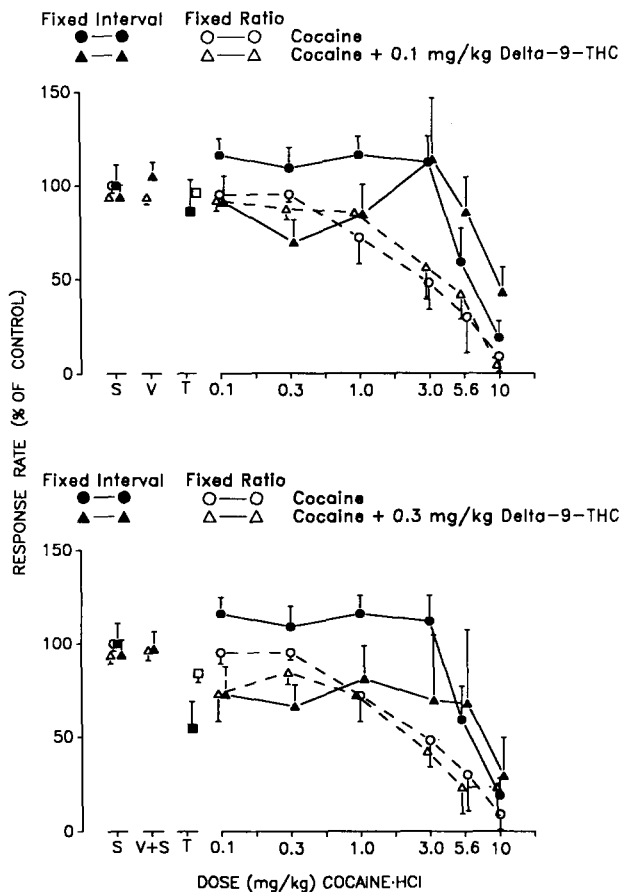 Fixed Interval Fixed Ratio
Cocaine
Cocaine + 0.1 mg/kg Delta-9-THC
150
100
50
0
S V T 0.1 0.3 1.0 3.0 5.6 10
RESPONSE RATE (% OF CONTROL)
Fixed Interval Fixed Ratio
Cocaine
Cocaine + 0.3 mg/kg Delta-9-THC
150
100
50
0
S V+S T 0.1 0.3 1.0 3.0 5.6 10
DOSE (mg/kg) COCAINE·HCl